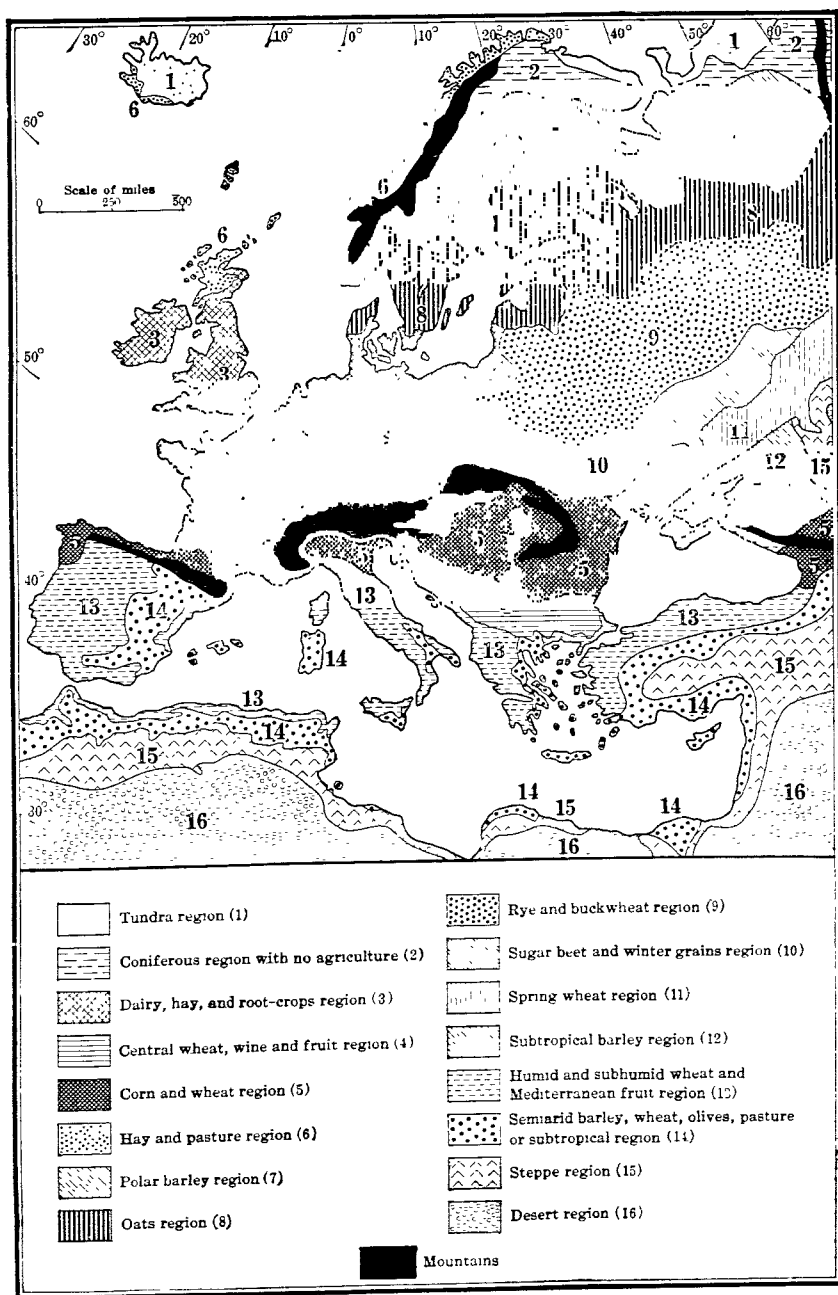 30° 20° 10° 0° 10° 20° 30° 40° 50° 60°
1
2
1
2
6
60°
Scale of miles
0 250 500
6
6
8
8
3
9
50°
3
11
10
12
15
5
5
5
5
5
5
40°
13
14
13
14
13
13
15
14
13
14
15
14
15
14
16
30°
16
16
Tundra region (1)
Coniferous region with no agriculture (2)
Dairy, hay, and root-crops region (3)
Central wheat, wine and fruit region (4)
Corn and wheat region (5)
Hay and pasture region (6)
Polar barley region (7)
Oats region (8)
Rye and buckwheat region (9)
Sugar beet and winter grains region (10)
Spring wheat region (11)
Subtropical barley region (12)
Humid and subhumid wheat and
Mediterranean fruit region (13)
Semiarid barley, wheat, olives, pasture
or subtropical region (14)
Steppe region (15)
Desert region (16)
Mountains